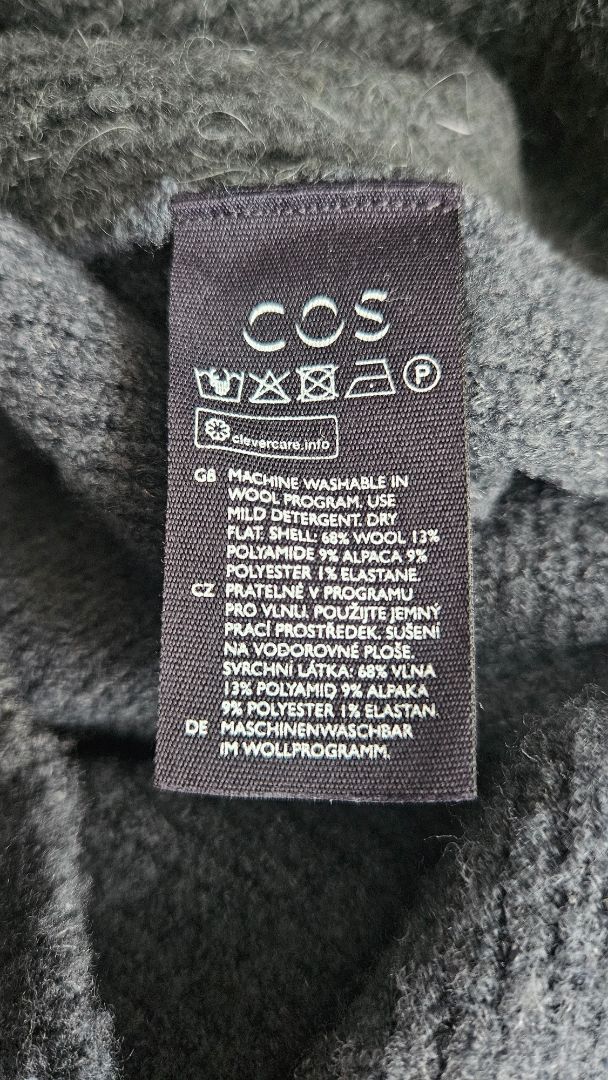 COS
P
clevercare.info
GB MACHINE WASHABLE IN
WOOL PROGRAM. USE
MILD DETERGENT. DRY
FLAT. SHELL: 68% WOOL 13%
POLYAMIDE 9% ALPACA 9%
POLYESTER 1% ELASTANE.
CZ PRATELNÉ V PROGRAMU
PRO VLNU. POUŽIJTE JEMNÝ
PRACÍ PROSTŘEDEK. SUŠENÍ
NA VODOROVNÉ PLOŠE.
SVRCHNÍ LÁTKA: 68% VLNA
13% POLYAMID 9% ALPAKA
9% POLYESTER 1% ELASTAN.
DE MASCHINENWASCHBAR
IM WOLLPROGRAMM.